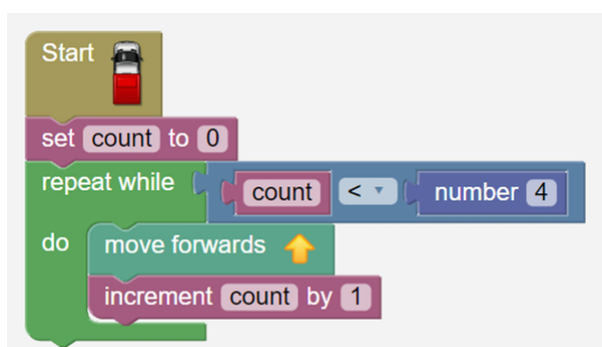 Start
set count to 0
repeat while count < number 4
do move forwards
increment count by 1